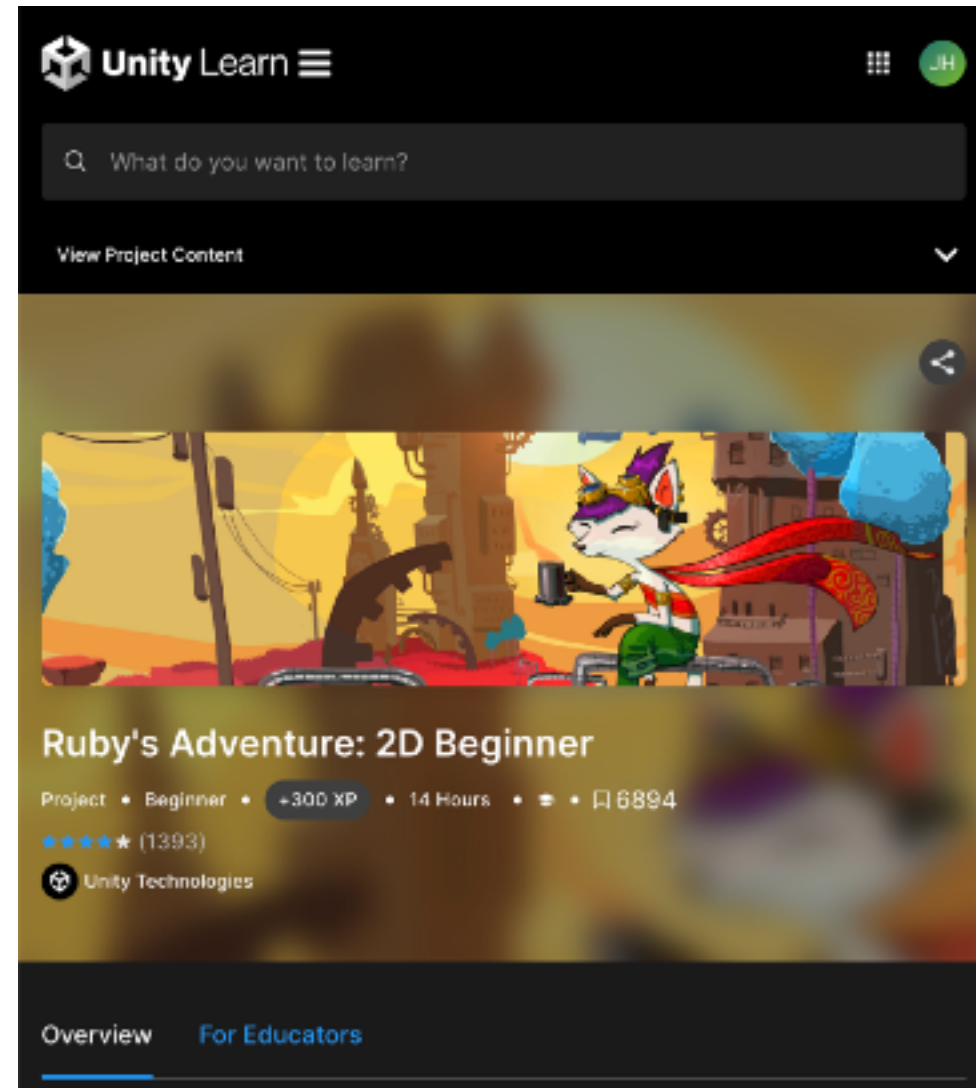 Unity Learn
JH
What do you want to learn?
View Project Content
Ruby's Adventure: 2D Beginner
Project • Beginner • +300 XP • 14 Hours • • 6894
(1393)
Unity Technologies
Overview For Educators